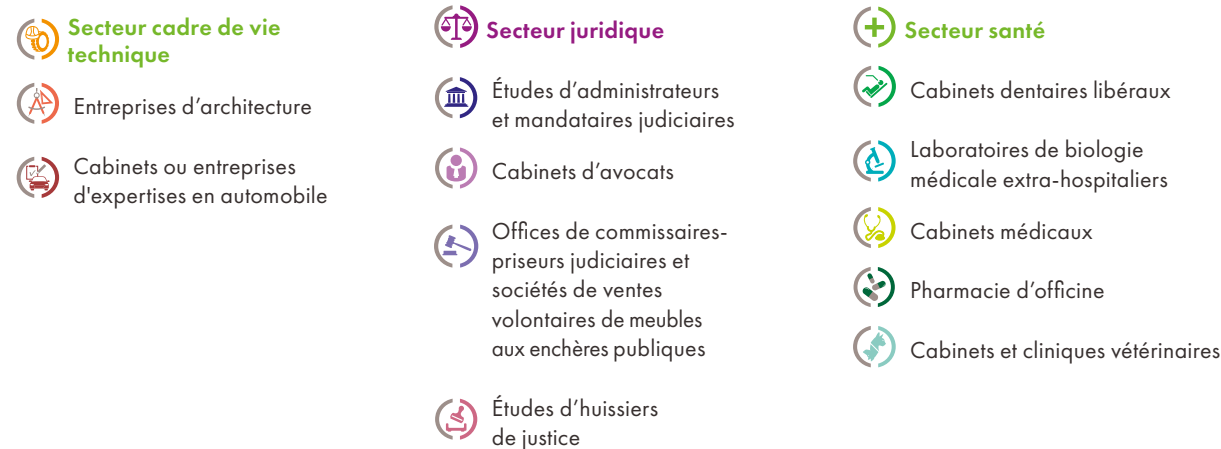 Secteur cadre de vie
technique
Entreprises d’architecture
Cabinets ou entreprises
d'expertises en automobile
Secteur juridique
Études d’administrateurs
et mandataires judiciaires
Cabinets d’avocats
Offices de commissaires-
priseurs judiciaires et
sociétés de ventes
volontaires de meubles
aux enchères publiques
Études d’huissiers
de justice
Secteur santé
Cabinets dentaires libéraux
Laboratoires de biologie
médicale extra-hospitaliers
Cabinets médicaux
Pharmacie d’officine
Cabinets et cliniques vétérinaires